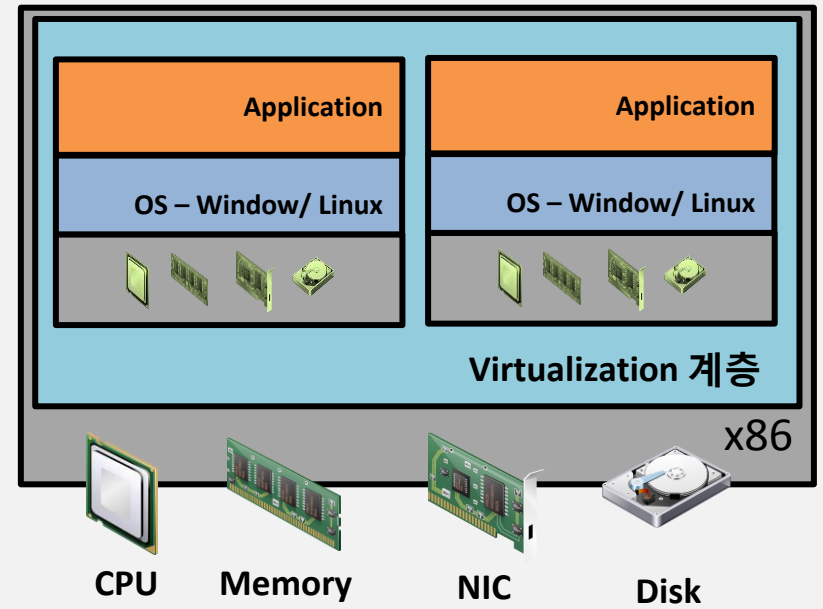 Application
Application
OS – Window/ Linux
OS – Window/ Linux
Virtualization 계층
x86
CPU
Memory
NIC
Disk